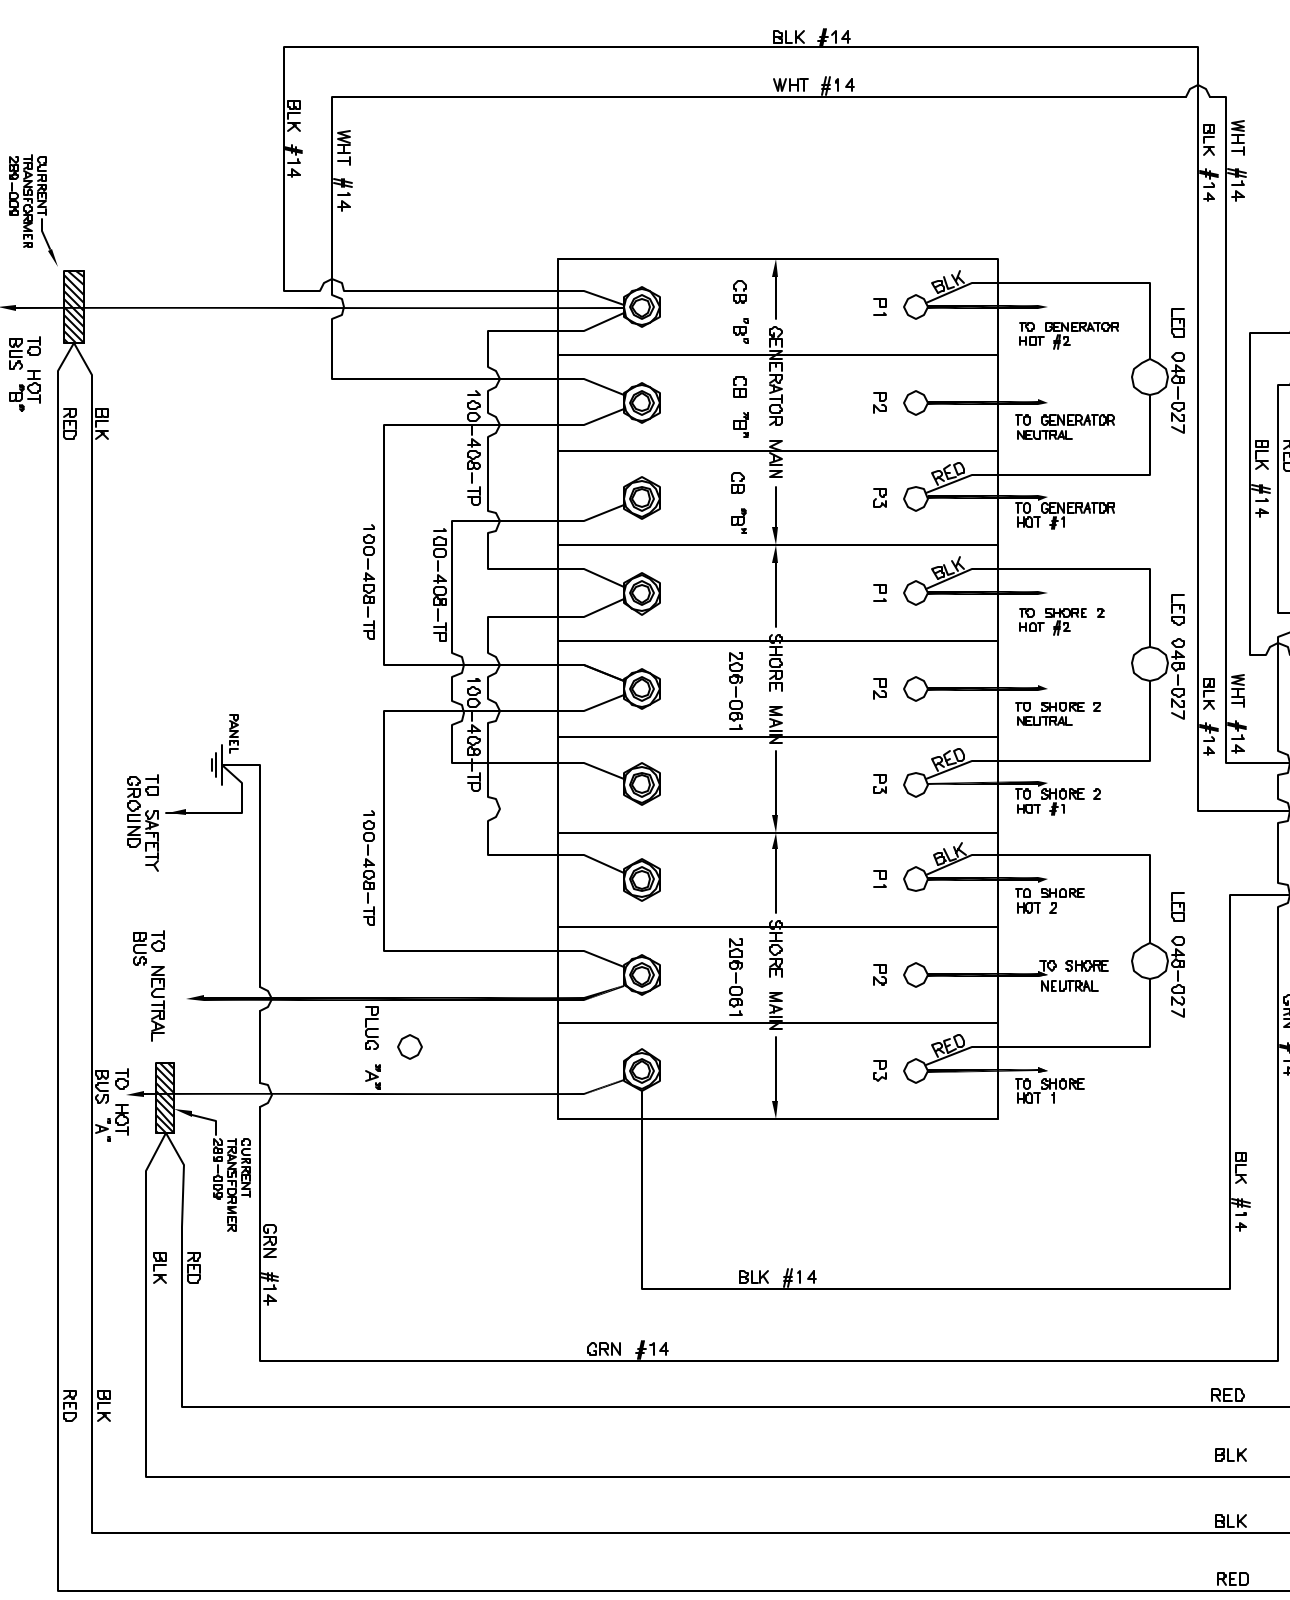 BLK #14
WHT #14
BLK #14
WHT #14
BLK #14
WHT #14
CURRENT
TRANSFORMER
289-009
TO HOT
BUS "B"
RED
BLK
CB "B"
CB "B"
CB "B"
GENERATOR MAIN
P1
BLK
TO GENERATOR
HOT #2
P2
TO GENERATOR
NEUTRAL
P3
RED
TO GENERATOR
HOT #1
LED 048-027
BLK #14
RED
100-408-TP
100-408-TP
100-408-TP
SHORE MAIN
206-061
P1
BLK
TO SHORE 2
HOT #2
P2
TO SHORE 2
NEUTRAL
P3
RED
TO SHORE 2
HOT #1
LED 048-027
BLK #14
WHT #14
100-408-TP
100-408-TP
PANEL
TO SAFETY
GROUND
SHORE MAIN
206-061
P1
BLK
TO SHORE
HOT 2
P2
TO SHORE
NEUTRAL
P3
RED
TO SHORE
HOT 1
LED 048-027
GRN #14
TO NEUTRAL
BUS
PLUG "A"
TO HOT
BUS "A"
CURRENT
TRANSFORMER
289-009
BLK
RED
GRN #14
BLK #14
BLK #14
GRN #14
RED
BLK
RED
BLK
BLK
RED